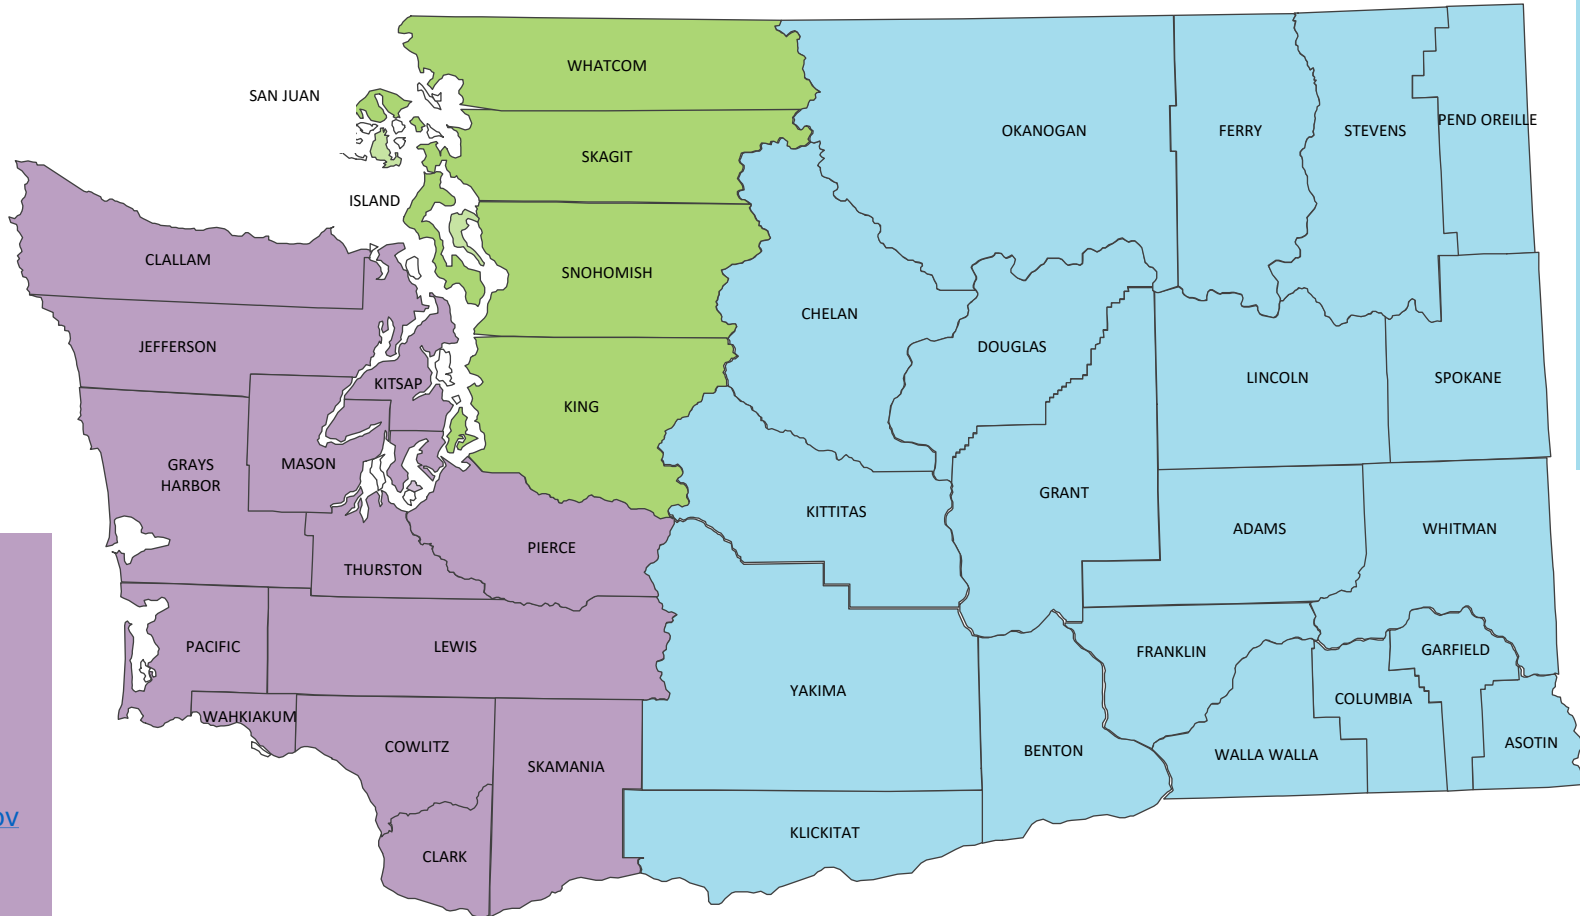 WHATCOM
SAN JUAN
OKANOGAN
FERRY
STEVENS
PEND OREILLE
SKAGIT
ISLAND
CLALLAM
SNOHOMISH
CHELAN
JEFFERSON
DOUGLAS
KITSAP
LINCOLN
SPOKANE
KING
GRAYS
HARBOR
MASON
GRANT
KITTITAS
ADAMS
WHITMAN
PIERCE
THURSTON
PACIFIC
LEWIS
FRANKLIN
GARFIELD
YAKIMA
COLUMBIA
WAHKIAKUM
COWLITZ
SKAMANIA
BENTON
WALLA WALLA
ASOTIN
ov
KLICKITAT
CLARK